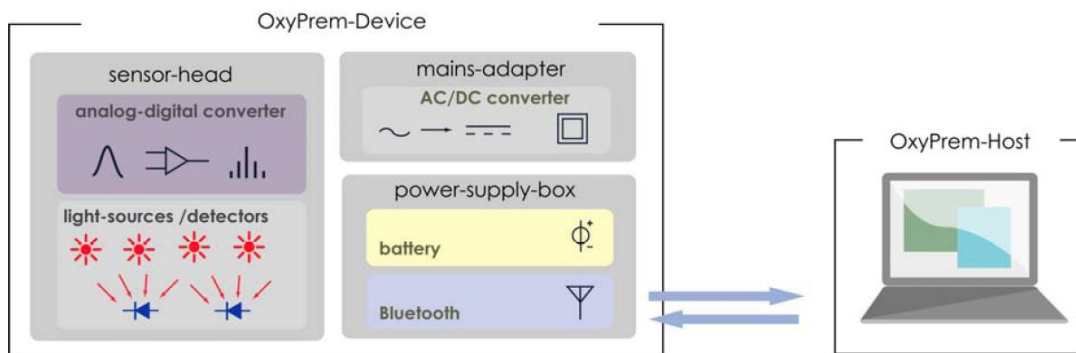 OxyPrem-Device
sensor-head
analog-digital converter
light-sources /detectors
mains-adapter
AC/DC converter
power-supply-box
battery
Bluetooth
OxyPrem-Host